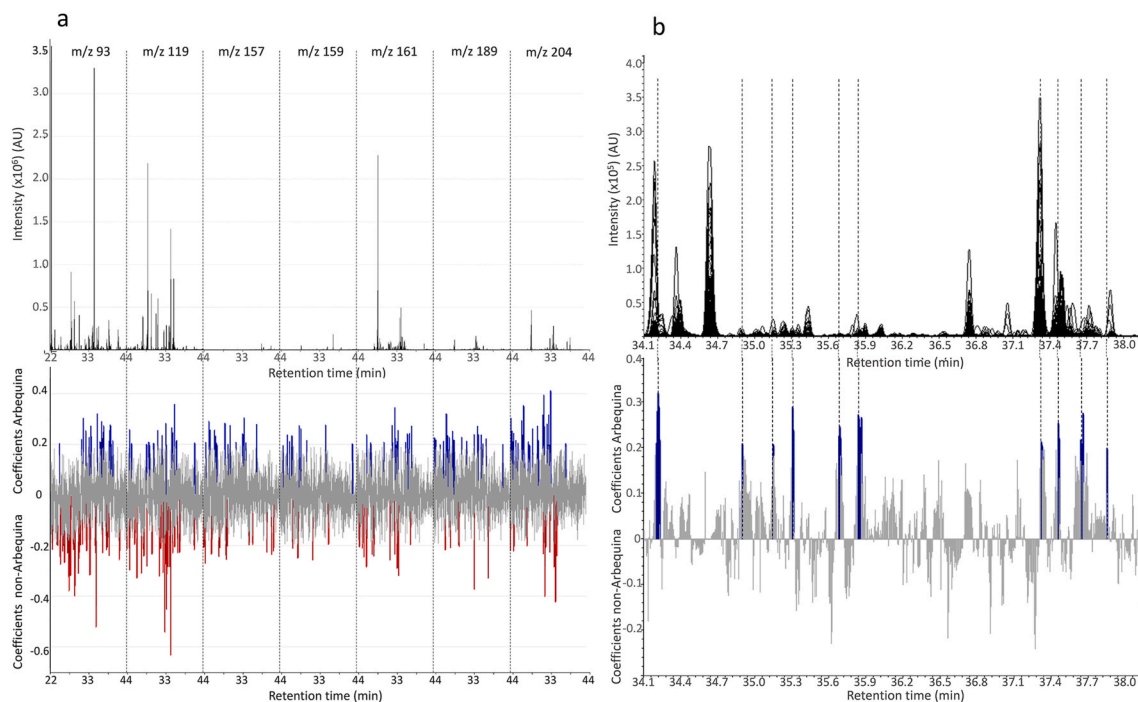 a
m/z 93 m/z 119 m/z 157 m/z 159 m/z 161 m/z 189 m/z 204
Intensity (x10⁶) (AU)
3.5
3.0
2.5
2.0
1.5
1.0
0.5
22 33 44 33 44 33 44 33 44 33 44 33 44 33 44
Retention time (min)
Coefficients non-Arbequina Coefficients Arbequina
0.4
0.2
0
-0.2
-0.4
-0.6
22 33 44 33 44 33 44 33 44 33 44 33 44 33 44
Retention time (min)
b
Intensity (x10⁵) (AU)
4.0
3.5
3.0
2.5
2.0
1.5
1.0
0.5
34.1 34.4 34.7 35.0 35.3 35.6 35.9 36.2 36.6 36.8 37.1 37.4 37.7 38.0
Retention time (min)
Coefficients non-Arbequina Coefficients Arbequina
0.4
0.3
0.2
0.1
0
-0.1
-0.2
34.1 34.4 34.7 35.0 35.3 35.6 35.9 36.2 36.6 36.8 37.1 37.4 37.7 38.0
Retention time (min)